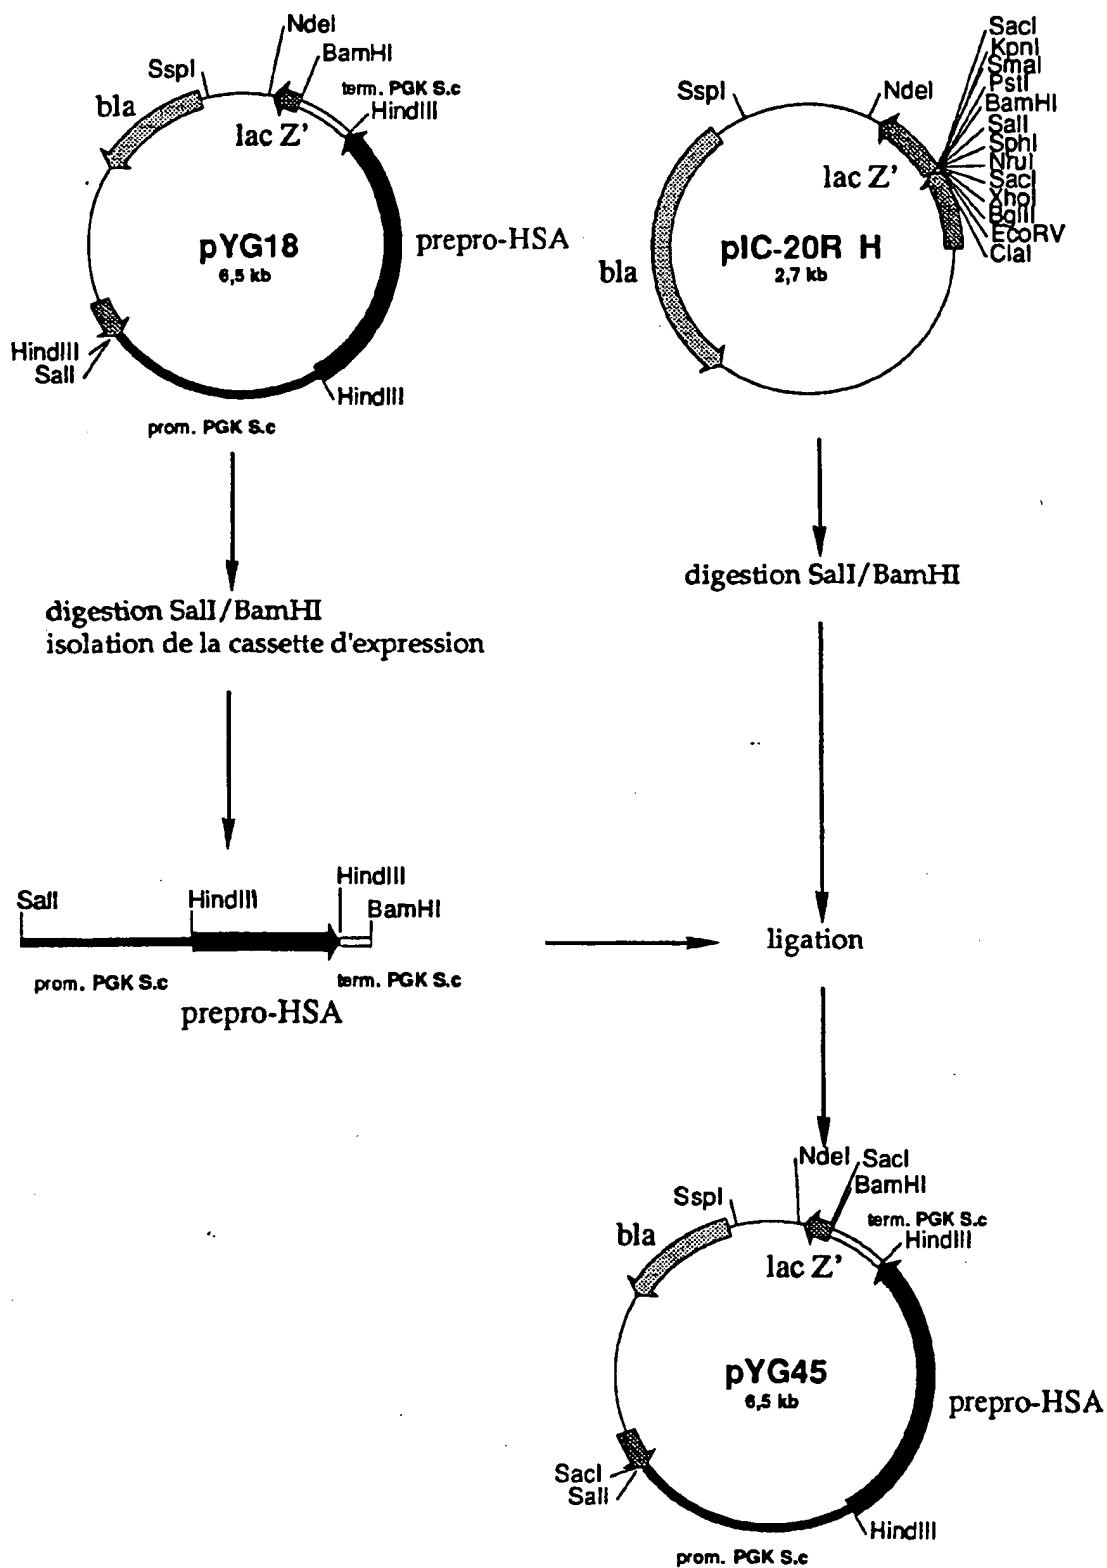 NdeI
BamHI
SspI
term. PGK S.c
HindIII
bla
lac Z'
pYG18
6,5 kb
prepro-HSA
HindIII
SalI
HindIII
prom. PGK S.c
SacI
KpnI
SmaI
PstI
BamHI
SalI
SphI
NruI
SacI
XhoI
BglII
EcoRV
ClaI
SspI
NdeI
lac Z'
pIC-20R H
2,7 kb
bla
digestion SalI/BamHI
isolation de la cassette d'expression
digestion SalI/BamHI
SalI
HindIII
HindIII
BamHI
prom. PGK S.c
term. PGK S.c
prepro-HSA
ligation
NdeI
SacI
BamHI
SspI
term. PGK S.c
HindIII
bla
lac Z'
pYG45
6,5 kb
prepro-HSA
SacI
SalI
HindIII
prom. PGK S.c